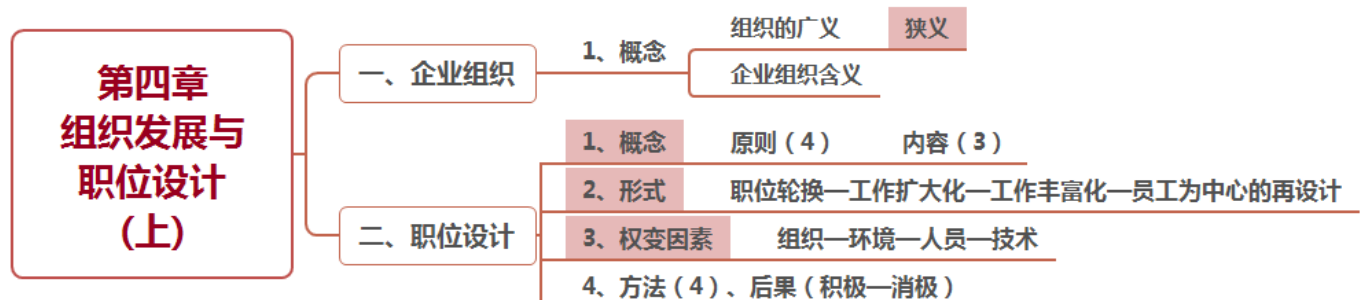 第四章
组织发展与
职位设计
(上)
一、企业组织
1、概念
组织的广义 狭义
企业组织含义
二、职位设计
1、概念 原则（4） 内容（3）
2、形式 职位轮换—工作扩大化—工作丰富化—员工为中心的再设计
3、权变因素 组织—环境—人员—技术
4、方法（4）、后果（积极—消极）